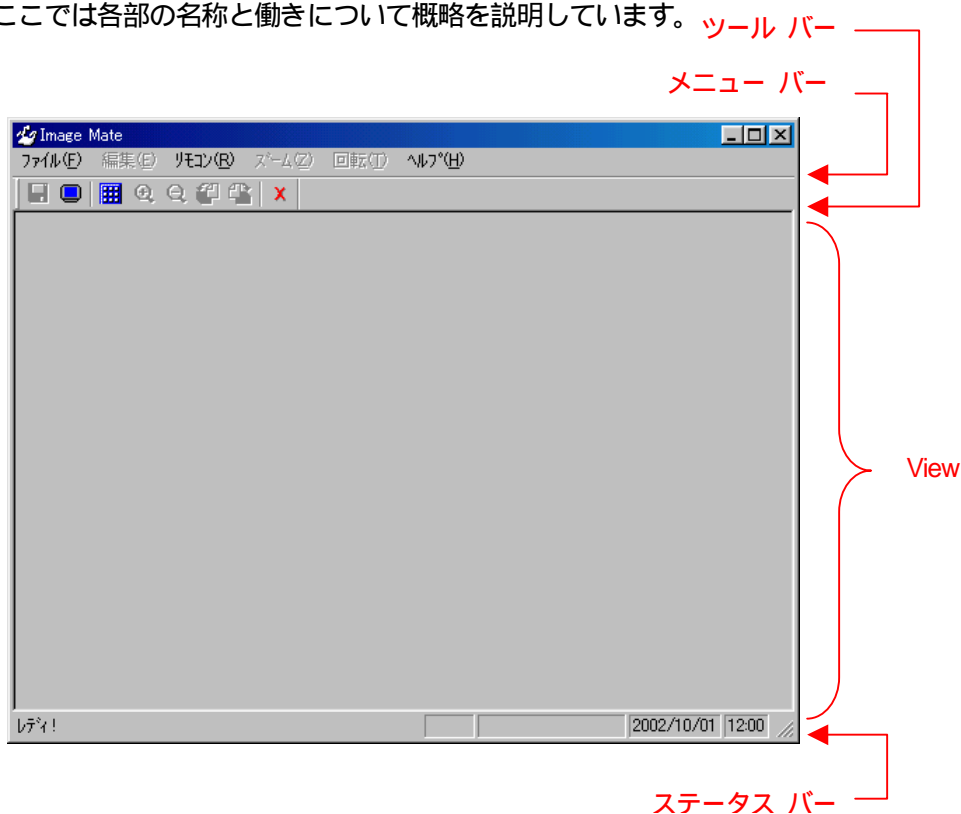 ここでは各部の名称と働きについて概略を説明しています。
ツール バー
メニュー バー
Image Mate
ファイル(F) 編集(E) リモコン(R) ズーム(Z) 回転(T) ヘルプ(H)
View
レディ! 2002/10/01 12:00
ステータス バー